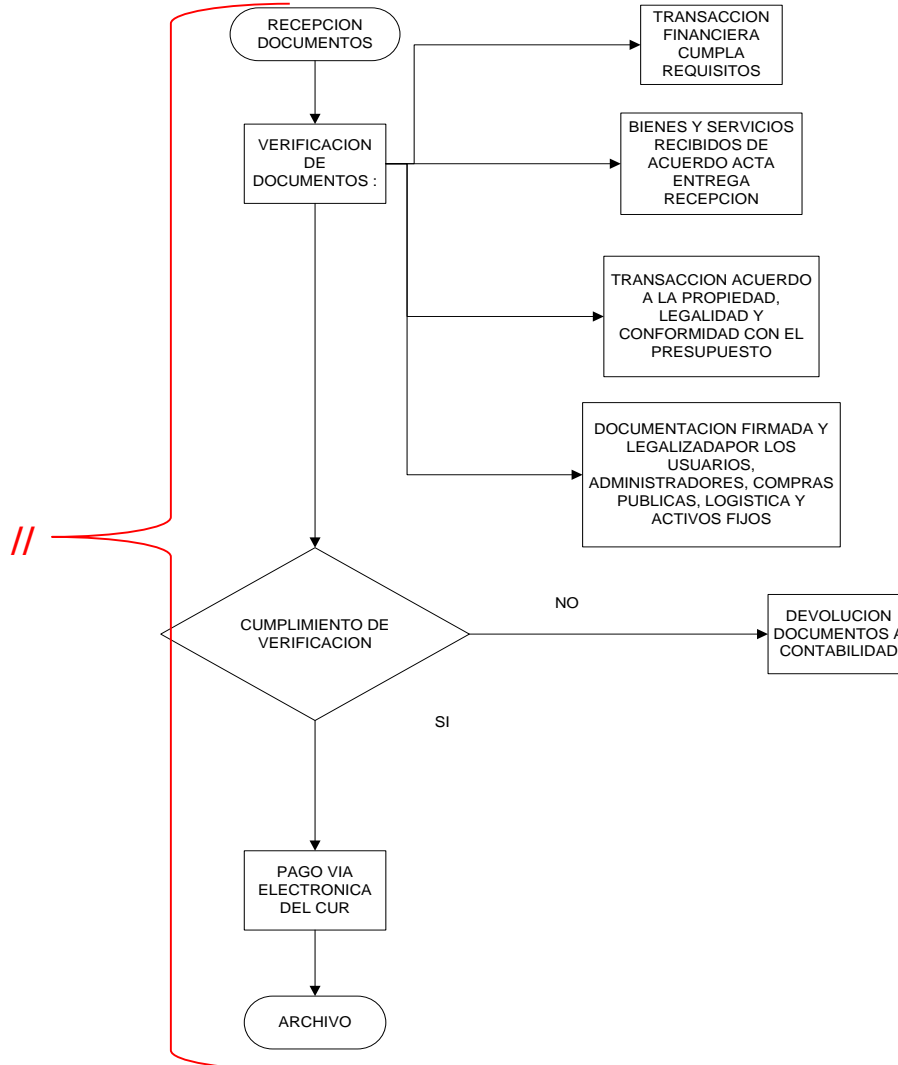 RECEPCION
DOCUMENTOS
TRANSACCION
FINANCIERA
CUMPLA
REQUISITOS
VERIFICACION
DE
DOCUMENTOS :
BIENES Y SERVICIOS
RECIBIDOS DE
ACUERDO ACTA
ENTREGA
RECEPCION
TRANSACCION ACUERDO
A LA PROPIEDAD,
LEGALIDAD Y
CONFORMIDAD CON EL
PRESUPUESTO
DOCUMENTACION FIRMADA Y
LEGALIZADAPOR LOS
USUARIOS,
ADMINISTRADORES, COMPRAS
PUBLICAS, LOGISTICA Y
ACTIVOS FIJOS
//
CUMPLIMIENTO DE
VERIFICACION
NO
DEVOLUCION
DOCUMENTOS A
CONTABILIDAD
SI
PAGO VIA
ELECTRONICA
DEL CUR
ARCHIVO